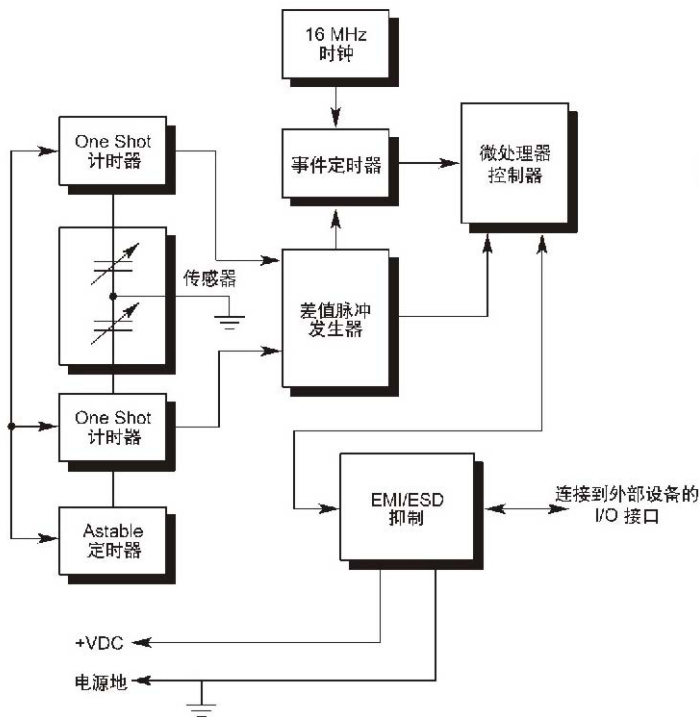 16 MHz
时钟
One Shot
计时器
事件定时器
微处理器
控制器
传感器
差值脉冲
发生器
One Shot
计时器
EMI/ESD
抑制
连接到外部设备的
I/O 接口
Astable
定时器
+VDC
电源地